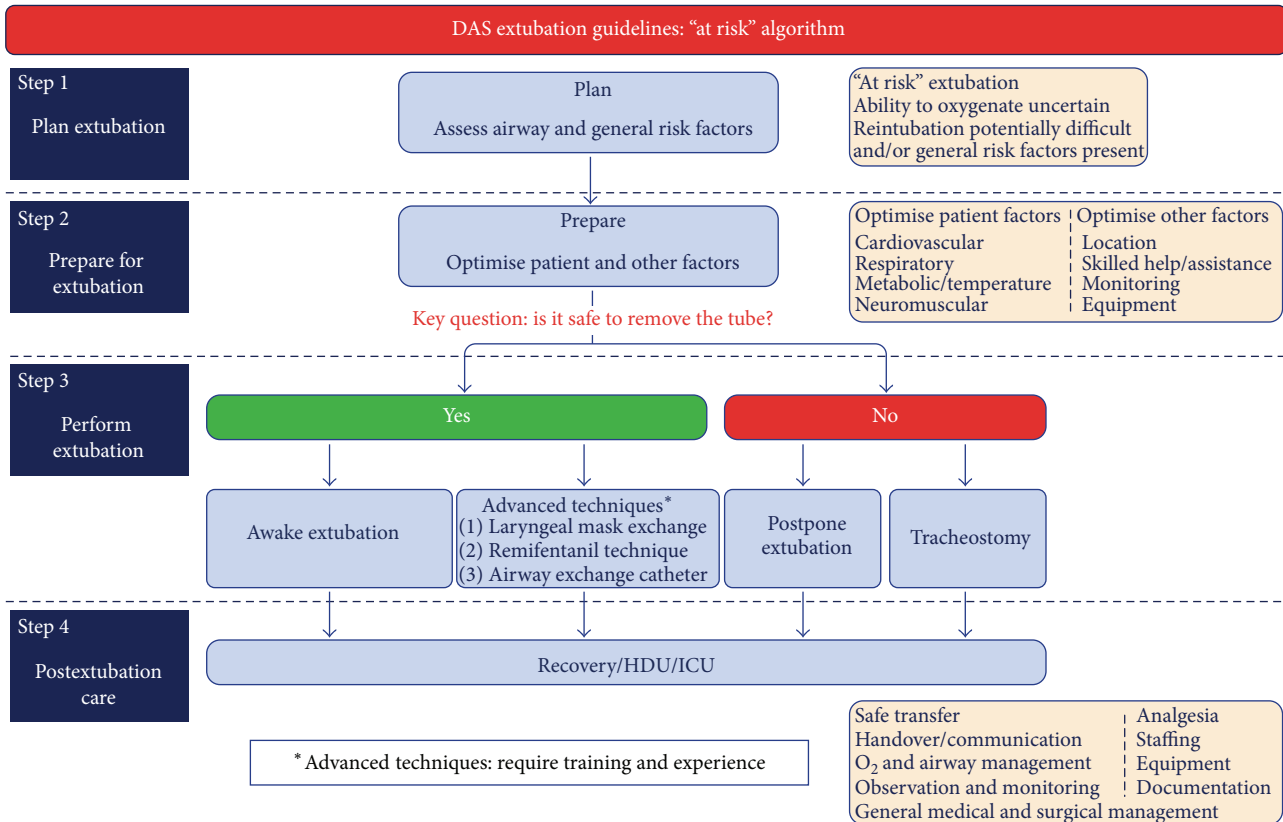 DAS extubation guidelines: “at risk” algorithm
Step 1
Plan extubation
Plan
Assess airway and general risk factors
“At risk” extubation
Ability to oxygenate uncertain
Reintubation potentially difficult
and/or general risk factors present
Step 2
Prepare for
extubation
Prepare
Optimise patient and other factors
Optimise patient factors
Cardiovascular
Respiratory
Metabolic/temperature
Neuromuscular
Optimise other factors
Location
Skilled help/assistance
Monitoring
Equipment
Key question: is it safe to remove the tube?
Step 3
Perform
extubation
Yes
No
Awake extubation
Advanced techniques*
(1) Laryngeal mask exchange
(2) Remifentanil technique
(3) Airway exchange catheter
Postpone
extubation
Tracheostomy
Step 4
Postextubation
care
Recovery/HDU/ICU
Safe transfer
Handover/communication
O₂ and airway management
Observation and monitoring
Analgesia
Staffing
Equipment
Documentation
General medical and surgical management
* Advanced techniques: require training and experience